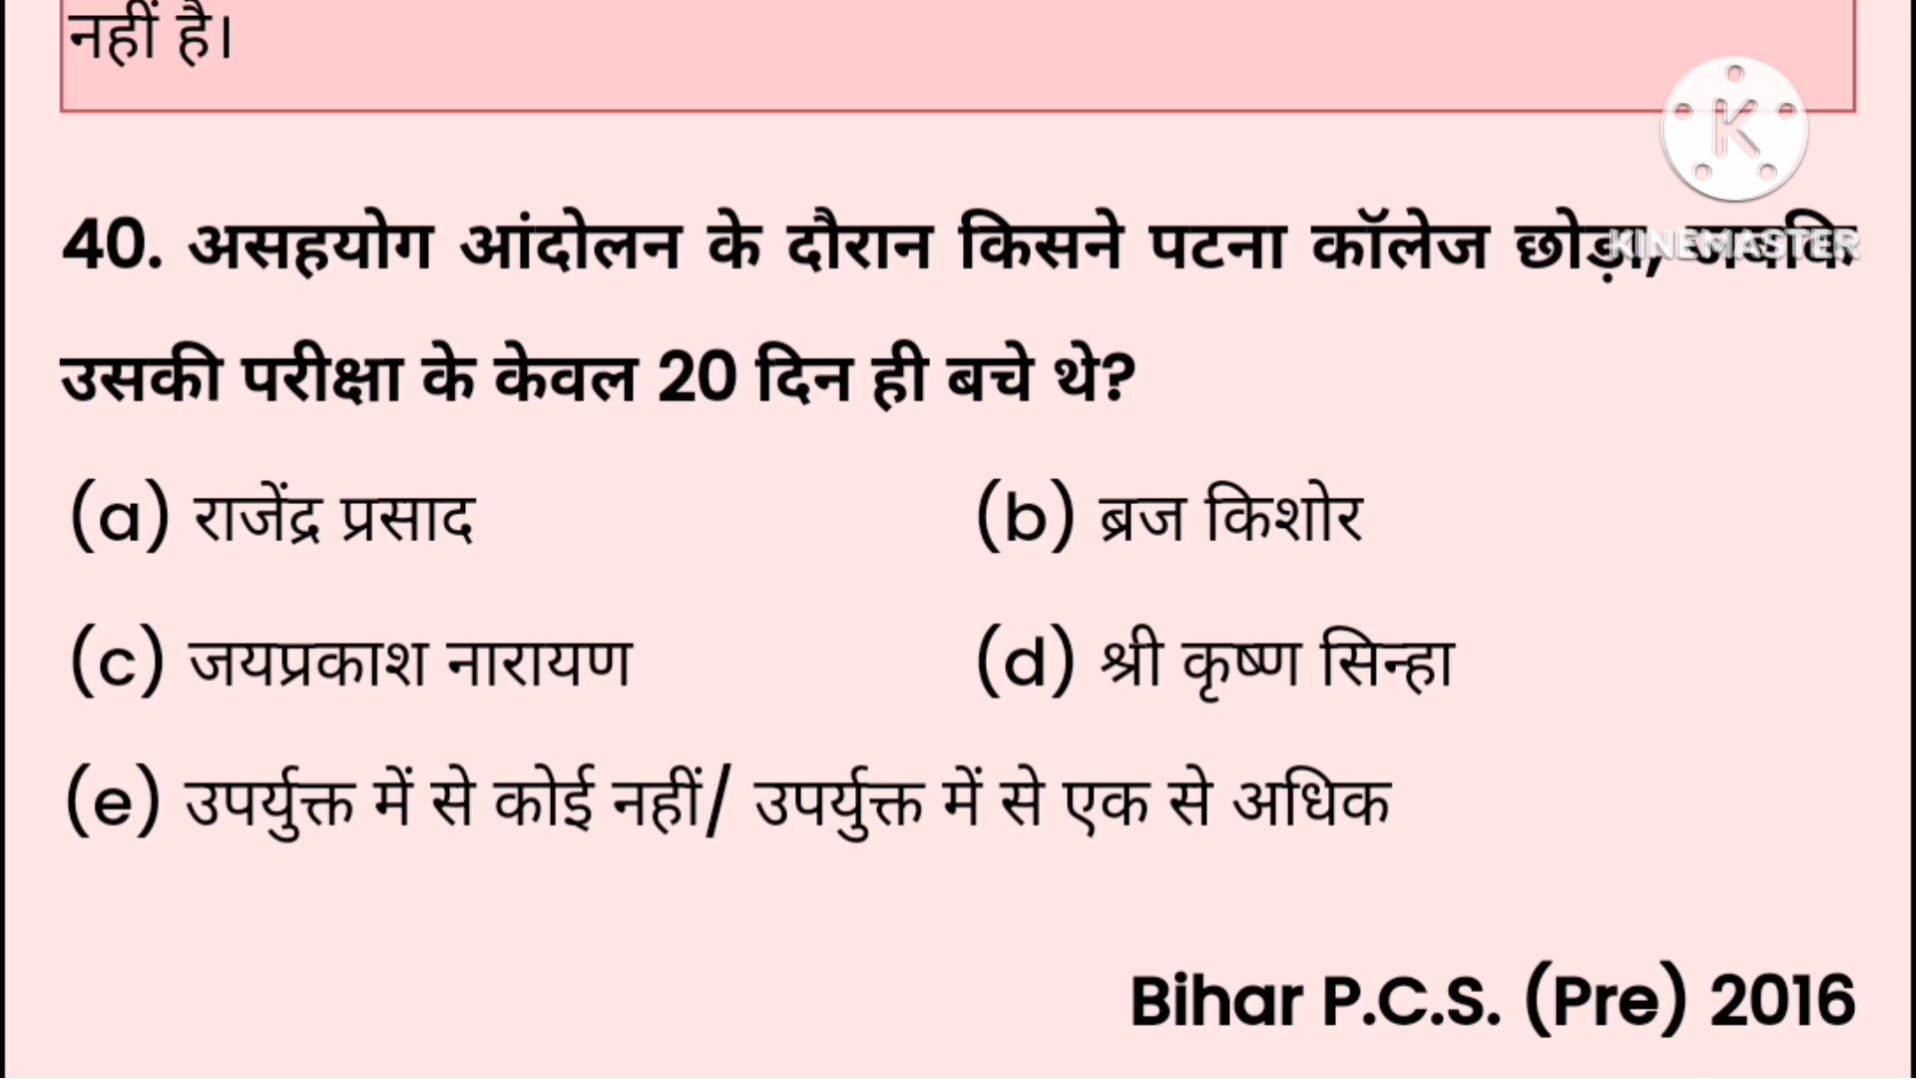 नहीं है।
K
40. असहयोग आंदोलन के दौरान किसने पटना कॉलेज छोड़ा, जबकि
KINEMASTER
उसकी परीक्षा के केवल 20 दिन ही बचे थे?
(a) राजेंद्र प्रसाद (b) ब्रज किशोर
(c) जयप्रकाश नारायण (d) श्री कृष्ण सिन्हा
(e) उपर्युक्त में से कोई नहीं/ उपर्युक्त में से एक से अधिक
Bihar P.C.S. (Pre) 2016